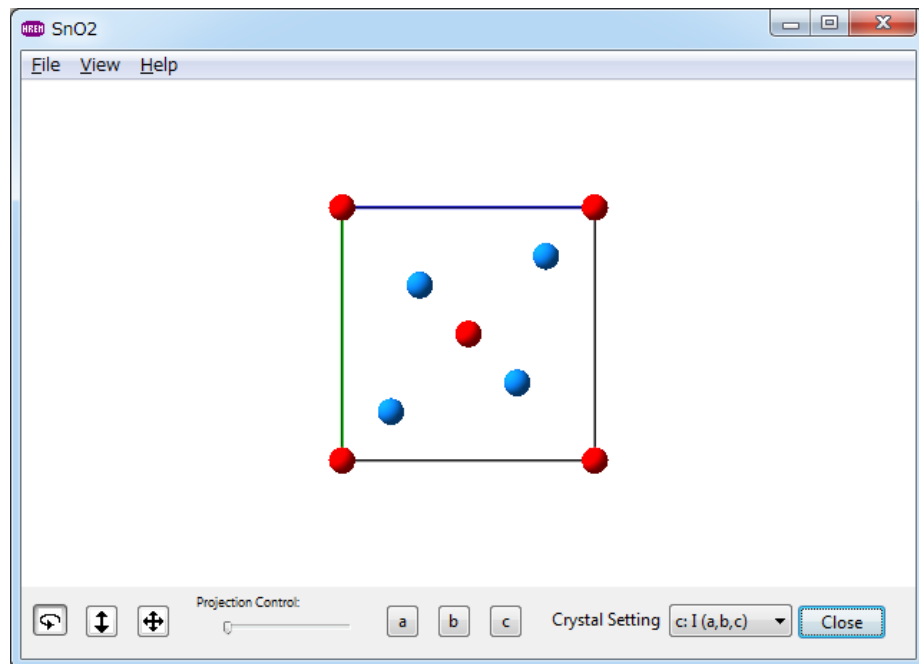 HREM SnO2
File View Help
Projection Control:
a b c Crystal Setting c: I (a,b,c) Close